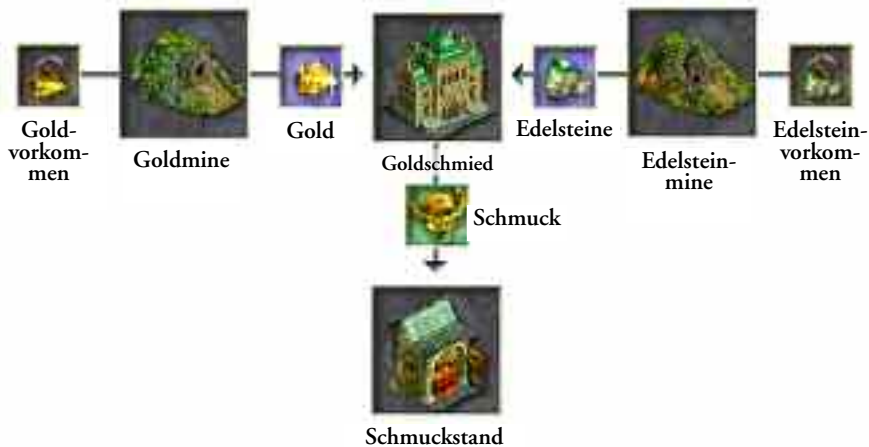 Gold-
vorkom-
men
Goldmine
Gold
Goldschmied
Edelsteine
Edelstein-
mine
Edelstein-
vorkom-
men
Schmuck
Schmuckstand